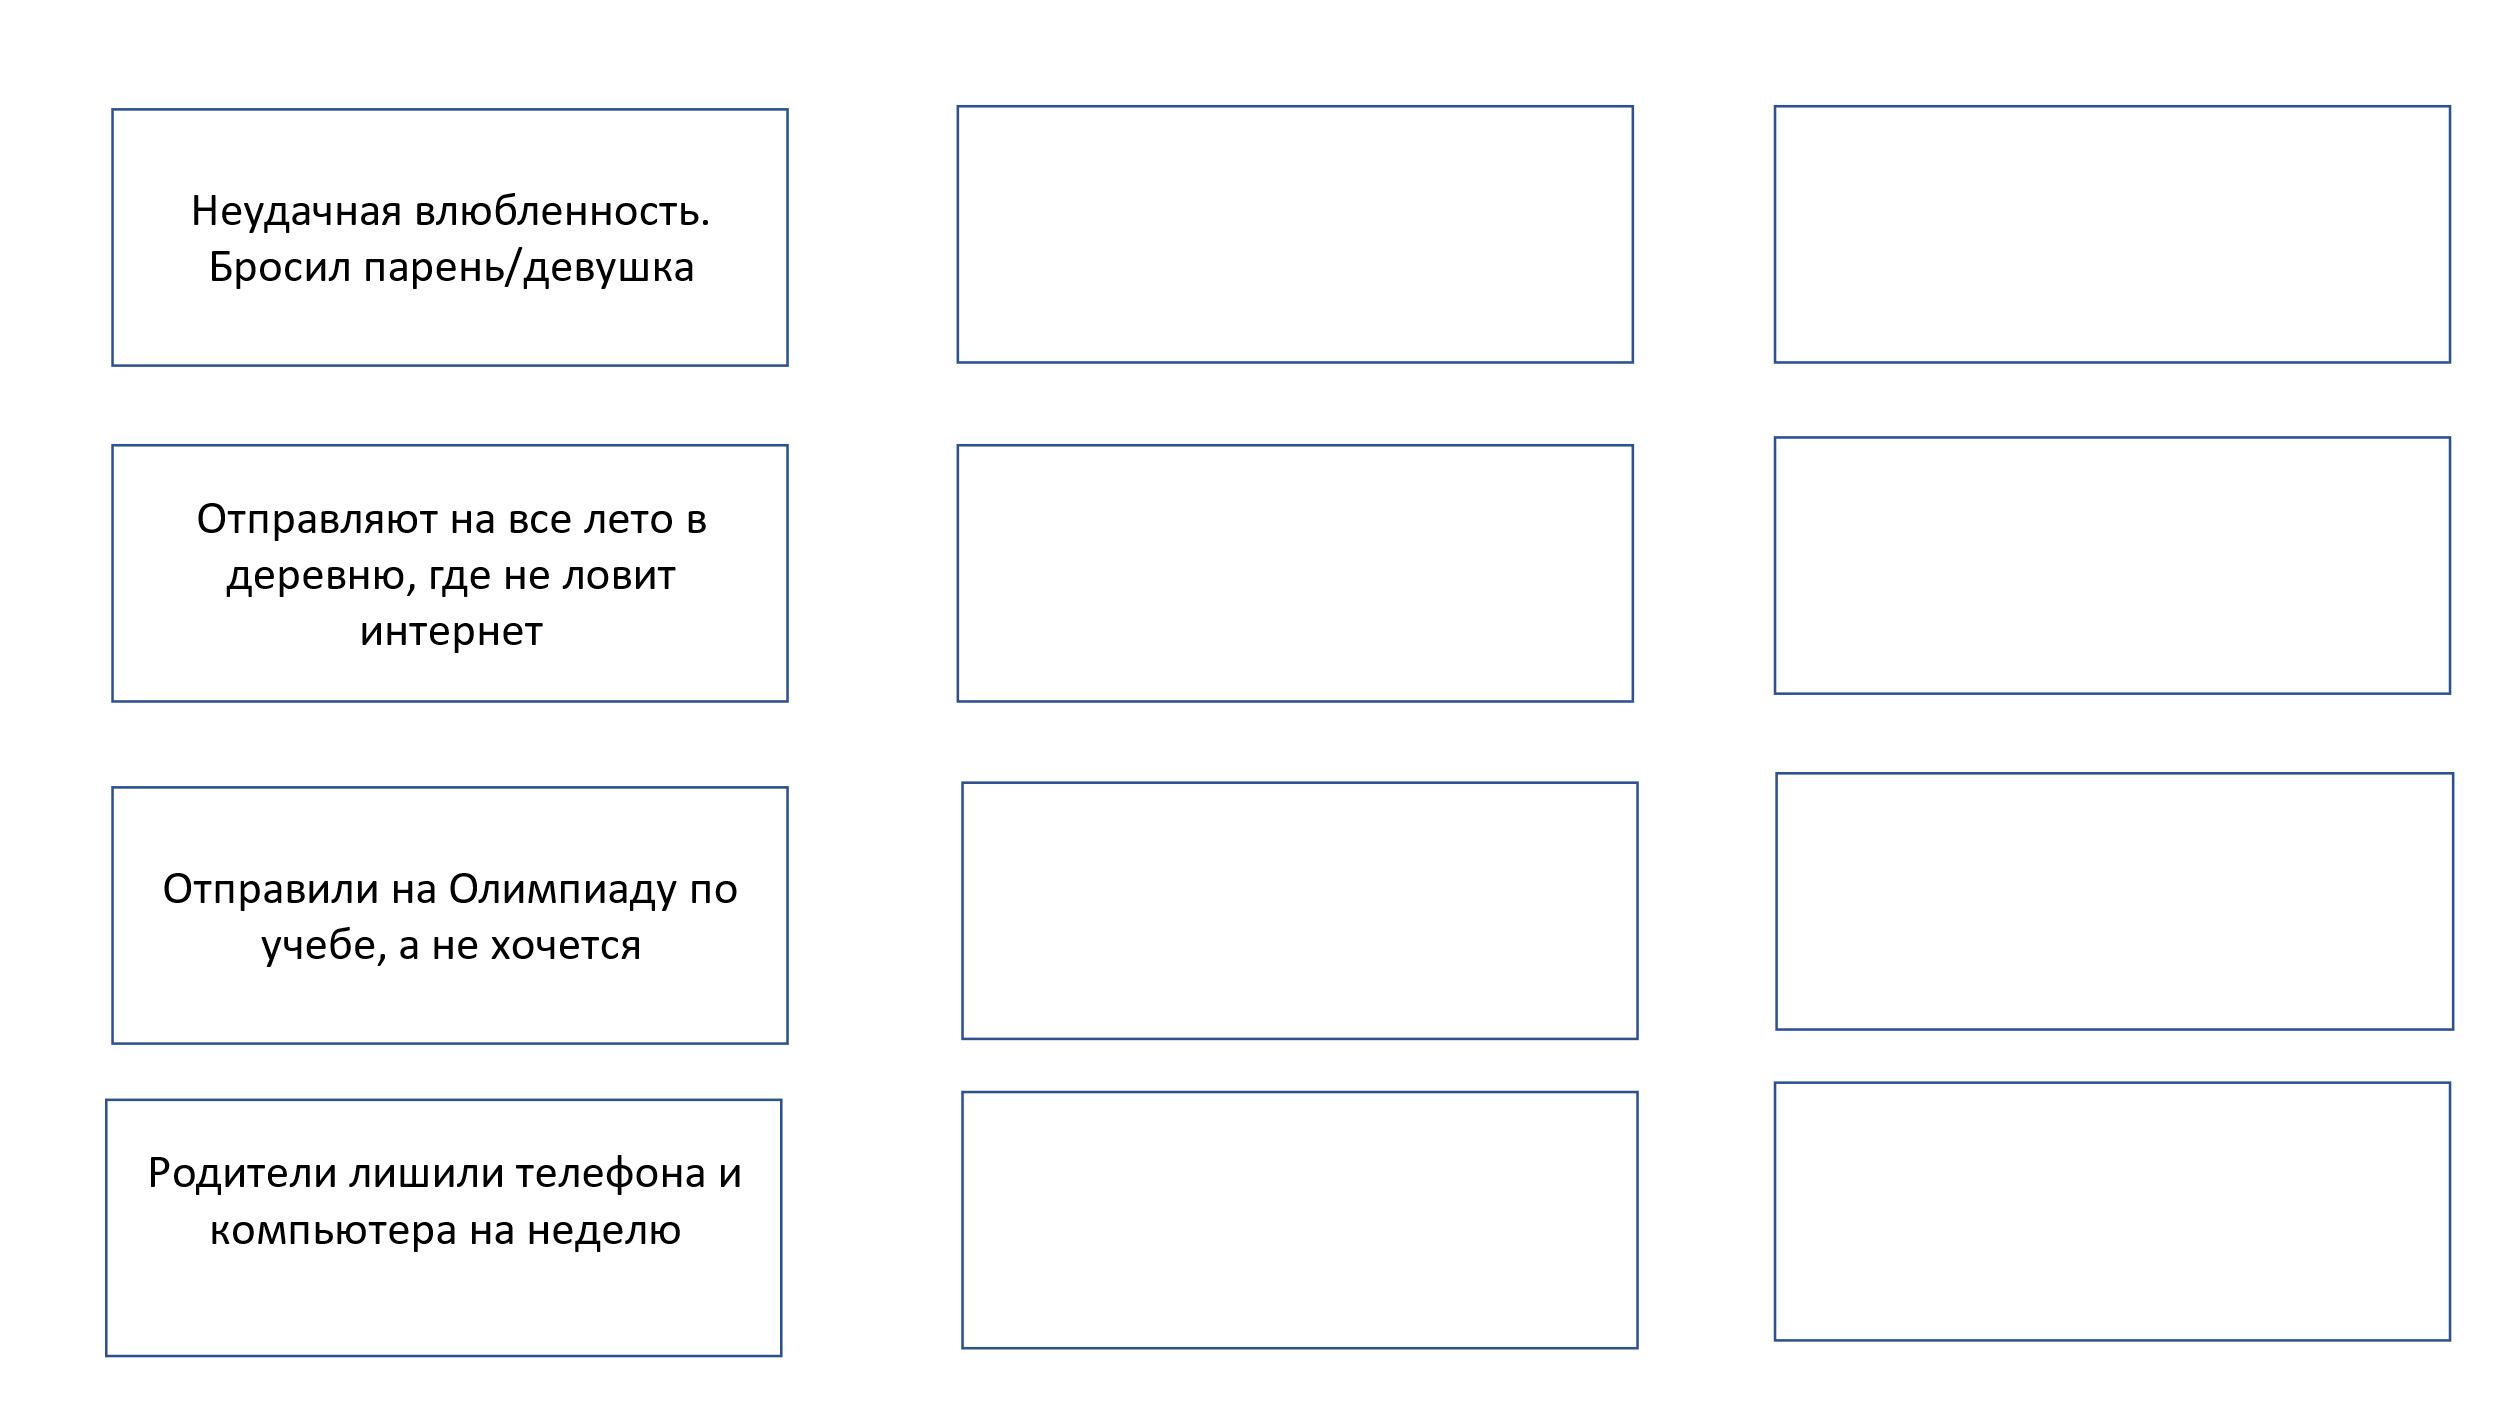 Неудачная влюбленность.
Бросил парень/девушка
Отправляют на все лето в
деревню, где не ловит
интернет
Отправили на Олимпиаду по
учебе, а не хочется
Родители лишили телефона и
компьютера на неделю